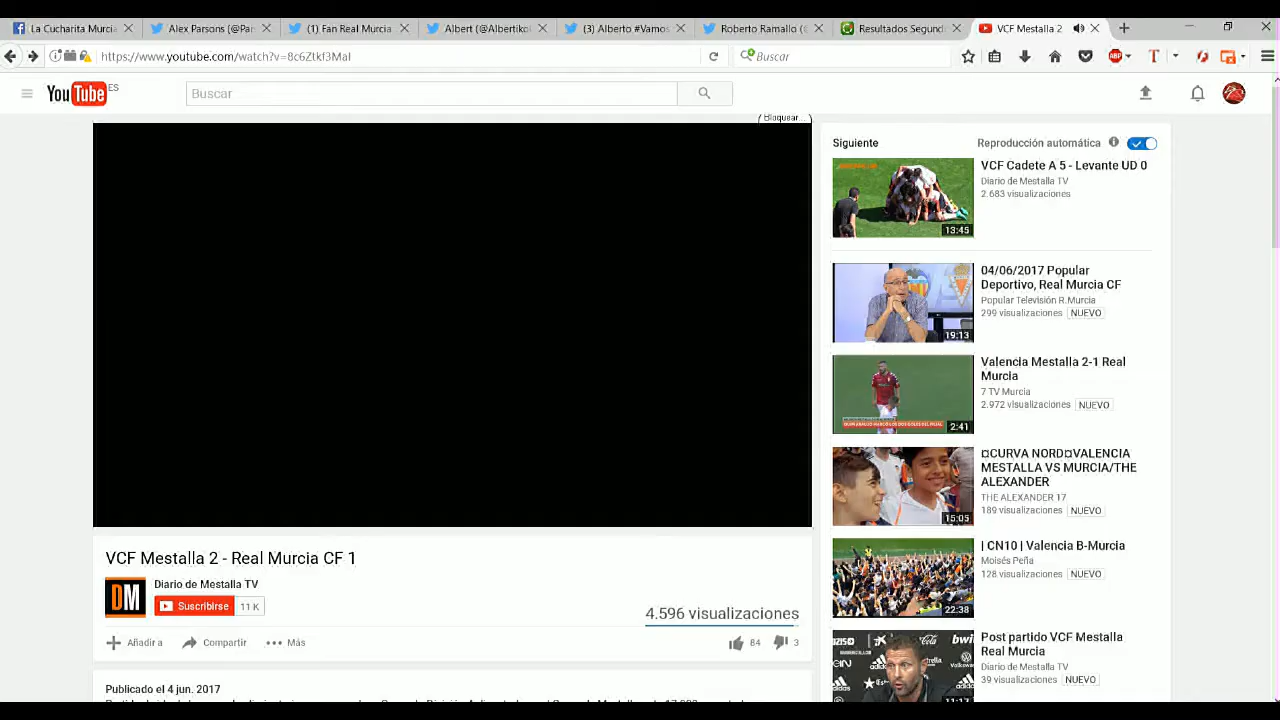 La Cucharita Murcia
Alex Parsons (@Parsons
(1) Fan Real Murcia
Albert (@Albertikol
(3) Alberto #Vamos
Roberto Ramallo (@
Resultados Segunda
VCF Mestalla 2
https://www.youtube.com/watch?v=8c6Ztkf3MaI
Buscar
ABP
YouTube ES
Buscar
Bloquear...
Siguiente
Reproducción automática
VCF Cadete A 5 - Levante UD 0
Diario de Mestalla TV
2.683 visualizaciones
13:45
04/06/2017 Popular
Deportivo, Real Murcia CF
Popular Televisión R.Murcia
299 visualizaciones NUEVO
19:13
Valencia Mestalla 2-1 Real
Murcia
7 TV Murcia
2.972 visualizaciones NUEVO
2:41
¤CURVA NORD¤VALENCIA
MESTALLA VS MURCIA/THE
ALEXANDER
THE ALEXANDER 17
189 visualizaciones NUEVO
15:05
| CN10 | Valencia B-Murcia
Moisés Peña
128 visualizaciones NUEVO
22:38
Post partido VCF Mestalla
Real Murcia
Diario de Mestalla TV
39 visualizaciones NUEVO
11:17
VCF Mestalla 2 - Real Murcia CF 1
DM
Diario de Mestalla TV
Suscribirse 11 K
4.596 visualizaciones
Añadir a Compartir Más
84 3
Publicado el 4 jun. 2017